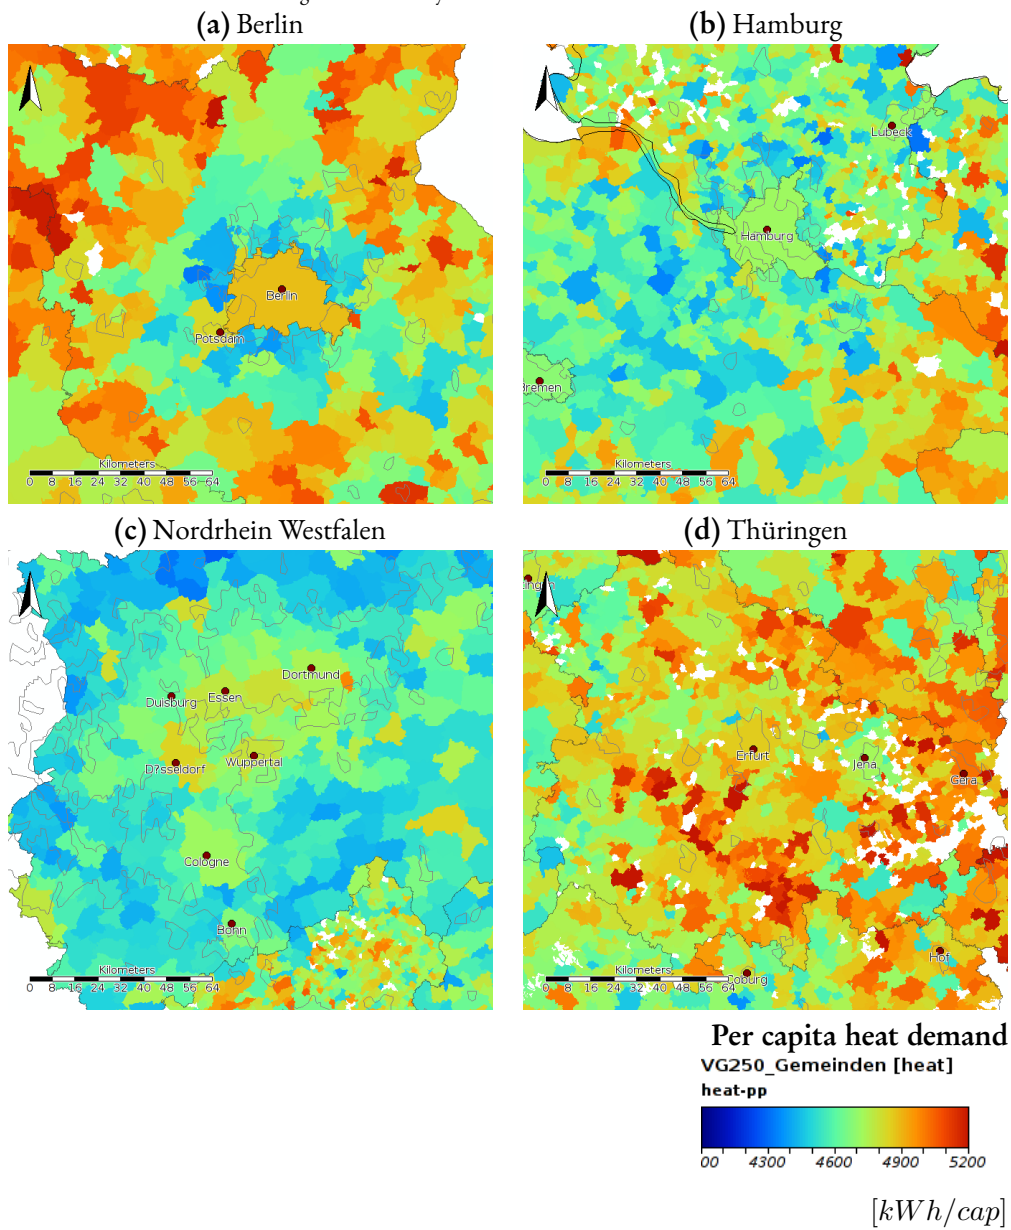 (a) Berlin
(b) Hamburg
Berlin
Potsdam
Kilometers
0 8 16 24 32 40 48 56 64
Lübeck
Hamburg
Bremen
Kilometers
0 8 16 24 32 40 48 56 64
(c) Nordrhein Westfalen
(d) Thüringen
Dortmund
Duisburg
Essen
D?sseldorf
Wuppertal
Cologne
Bonn
Kilometers
0 8 16 24 32 40 48 56 64
Erfurt
Jena
Gera
Hof
Coburg
Kilometers
0 8 16 24 32 40 48 56 64
Per capita heat demand
VG250_Gemeinden [heat]
heat-pp
00 4300 4600 4900 5200
[kWh/cap]